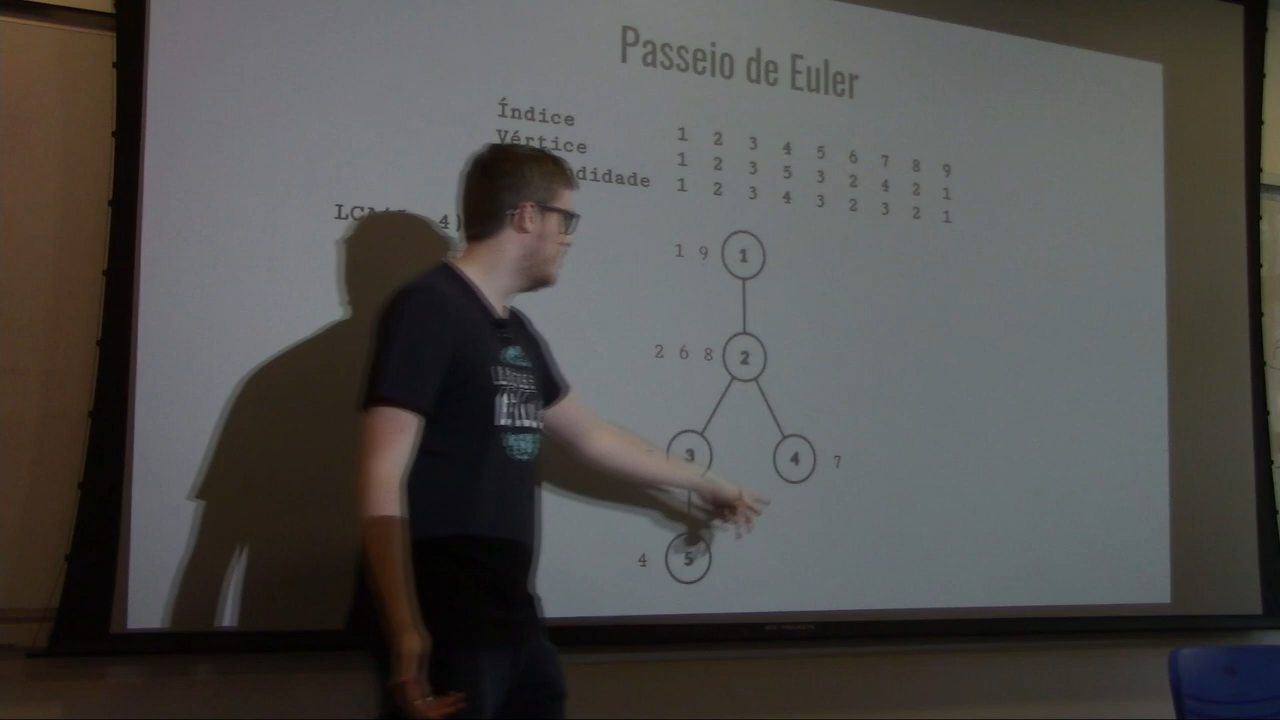 Passeio de Euler
Índice 1 2 3 4 5 6 7 8 9
Vértice 1 2 3 5 3 2 4 2 1
didade 1 2 3 4 3 2 3 2 1
4)
1 9 1
2 6 8 2
3 4 7
4 5